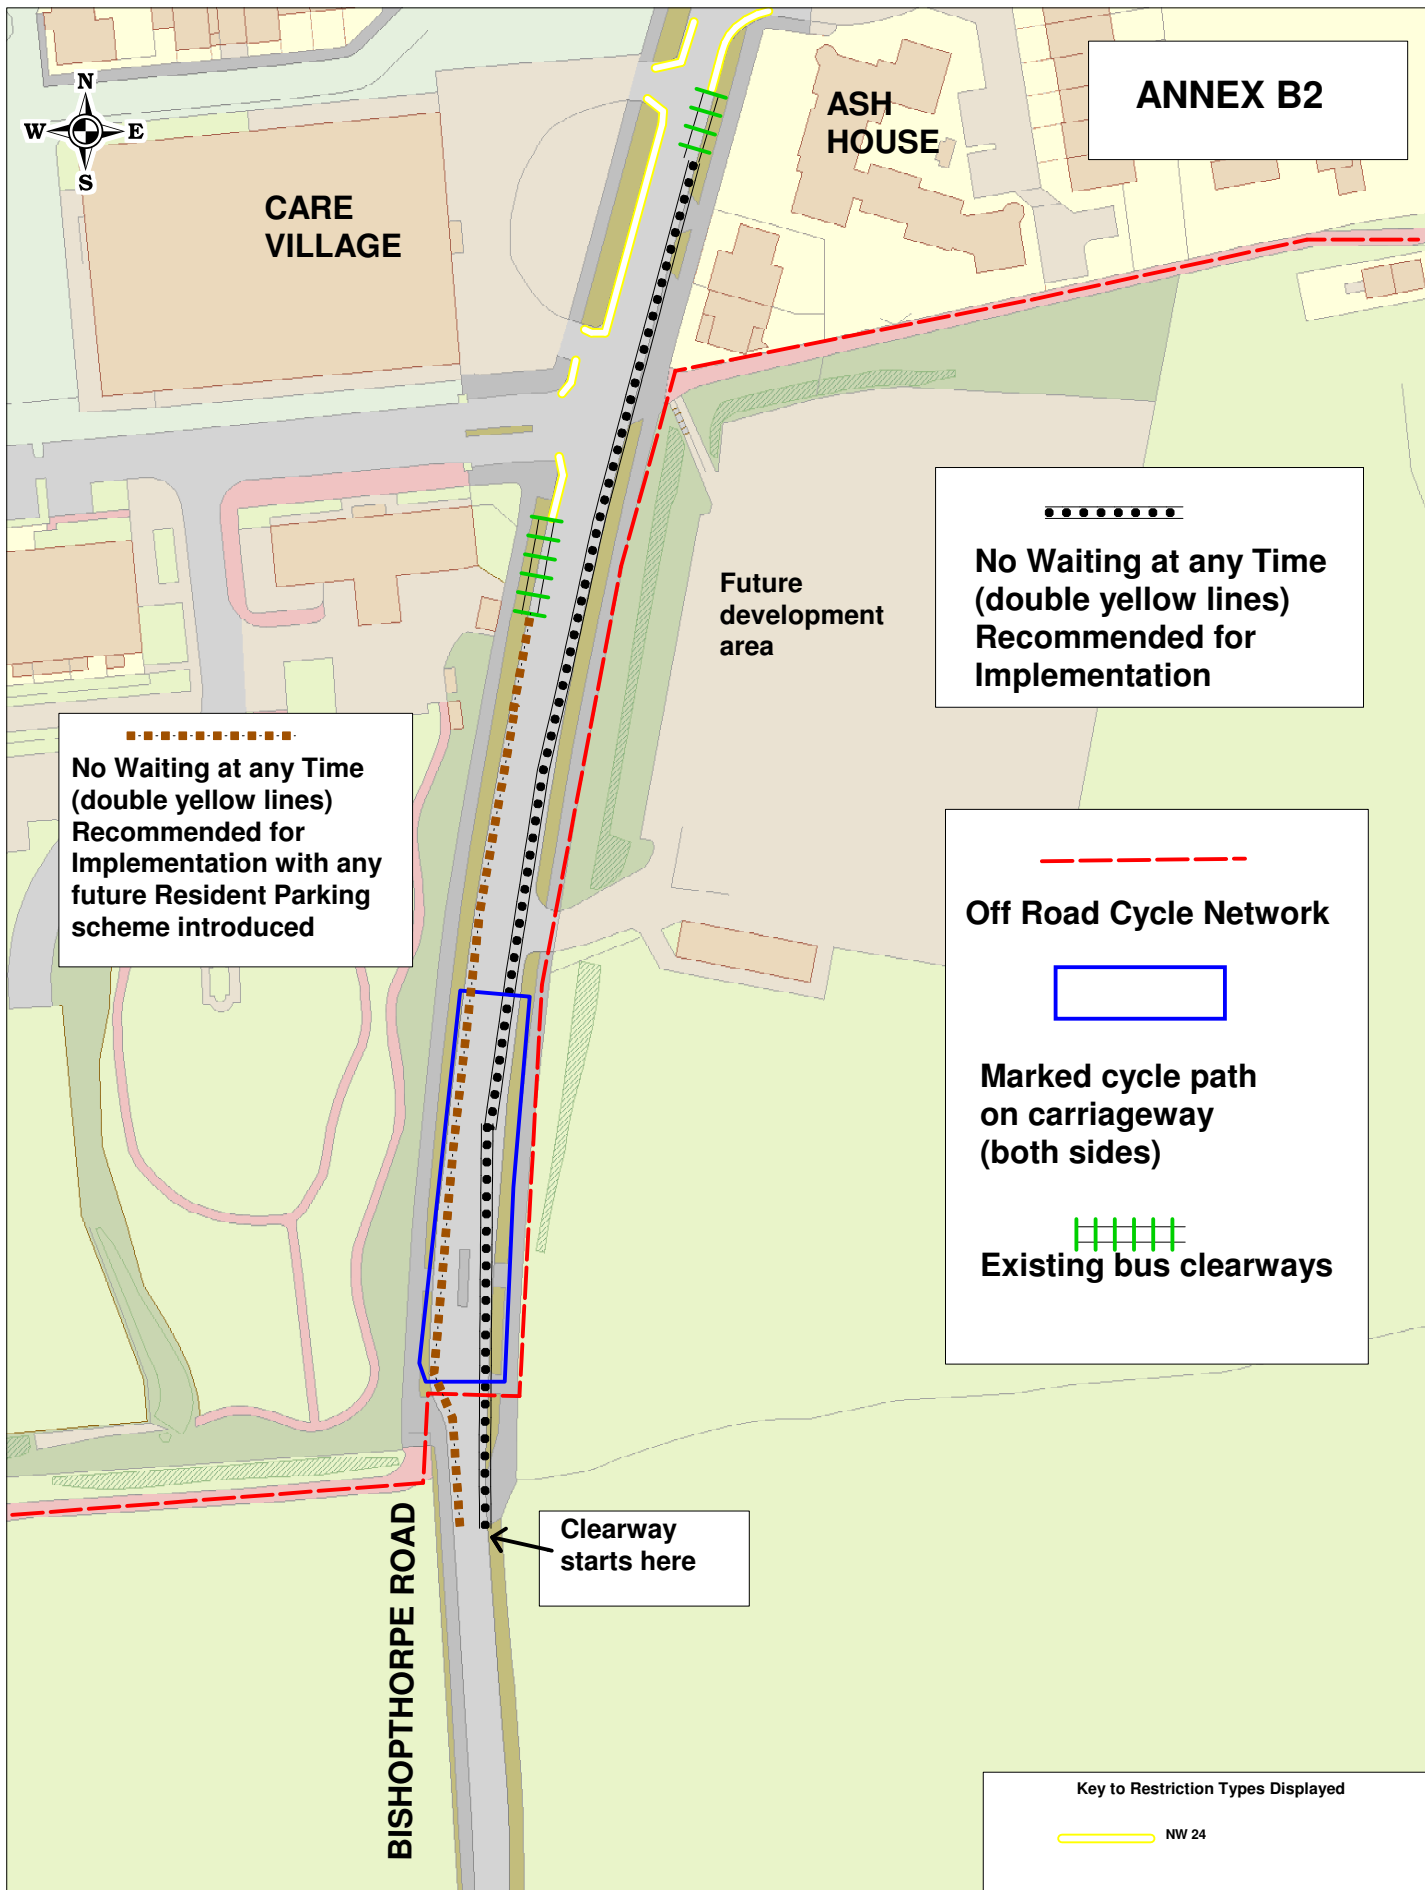 ANNEX B2
N
W E
S
ASH
HOUSE
CARE
VILLAGE
No Waiting at any Time
(double yellow lines)
Recommended for
Implementation
Future
development
area
No Waiting at any Time
(double yellow lines)
Recommended for
Implementation with any
future Resident Parking
scheme introduced
Off Road Cycle Network
Marked cycle path
on carriageway
(both sides)
Existing bus clearways
Clearway
starts here
BISHOPTHORPE ROAD
Key to Restriction Types Displayed
NW 24